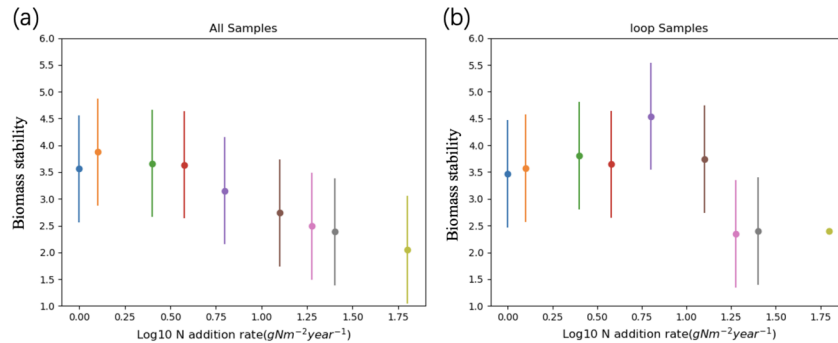 (a)
All Samples
6.0
5.5
5.0
4.5
4.0
3.5
3.0
2.5
2.0
1.5
1.0
Biomass stability
0.00 0.25 0.50 0.75 1.00 1.25 1.50 1.75
Log10 N addition rate(gNm⁻²year⁻¹)
(b)
loop Samples
6.0
5.5
5.0
4.5
4.0
3.5
3.0
2.5
2.0
1.5
1.0
Biomass stability
0.00 0.25 0.50 0.75 1.00 1.25 1.50 1.75
Log10 N addition rate(gNm⁻²year⁻¹)